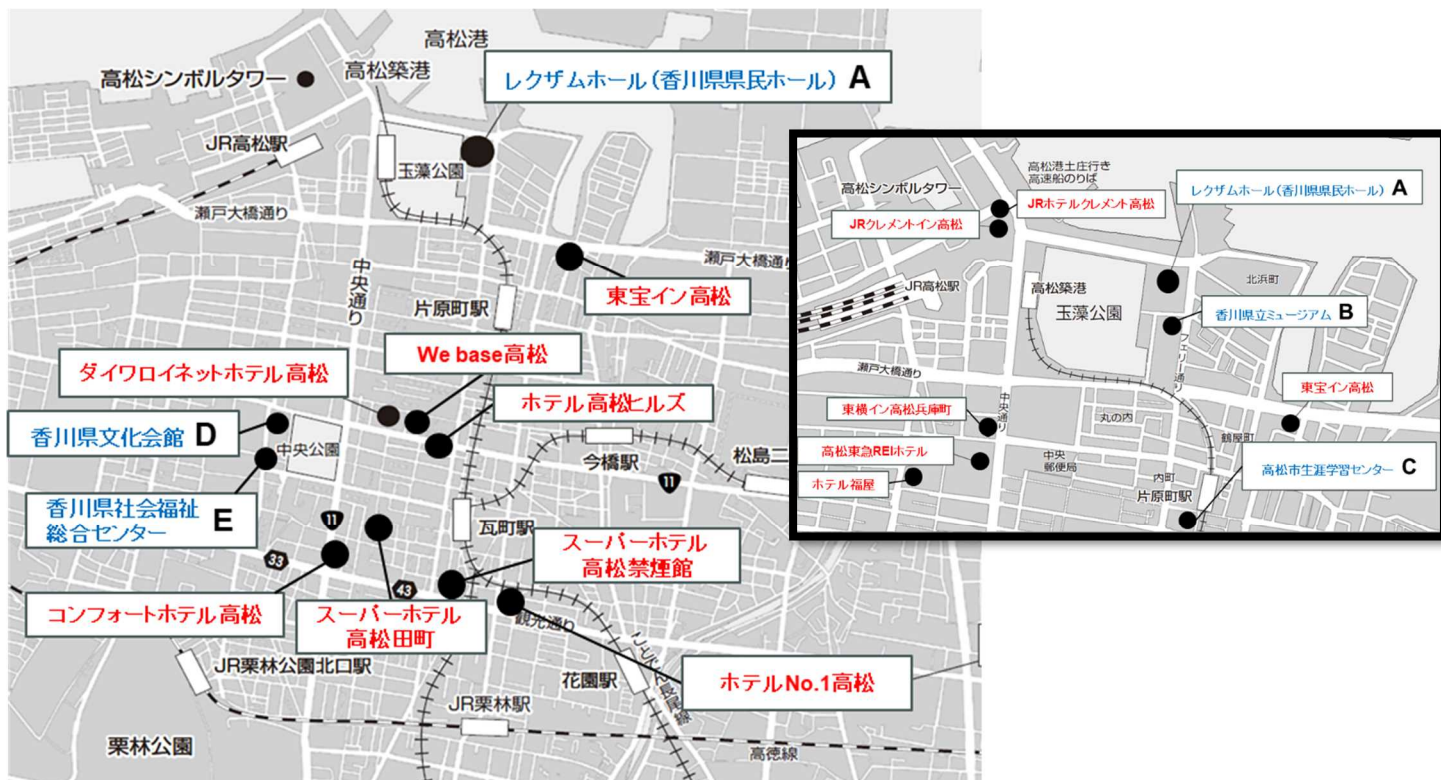 高松港
高松シンボルタワー
高松築港
レクザムホール(香川県県民ホール) A
JR高松駅
玉藻公園
瀬戸大橋通り
瀬戸大橋通り
中央通り
東宝イン高松
片原町駅
We base高松
ダイワロイネットホテル高松
ホテル高松ヒルズ
香川県文化会館 D
中央公園
今橋駅
松島二
11
香川県社会福祉
総合センター E
瓦町駅
11
33
43
スーパーホテル
高松禁煙館
コンフォートホテル高松
スーパーホテル
高松田町
観光通り
JR栗林公園北口駅
花園駅
ホテルNo.1高松
JR栗林駅
栗林公園
高徳線
高松港土庄行き
高速船のりば
高松シンボルタワー
レクザムホール(香川県県民ホール) A
JRホテルクレメント高松
JRクレメントイン高松
JR高松駅
高松築港
北浜町
玉藻公園
香川県立ミュージアム B
フェリー通り
瀬戸大橋通り
東宝イン高松
東横イン高松兵庫町
中央通り
丸の内
鶴屋町
高松東急REIホテル
中央
郵便局
内町
高松市生涯学習センター C
ホテル福屋
片原町駅